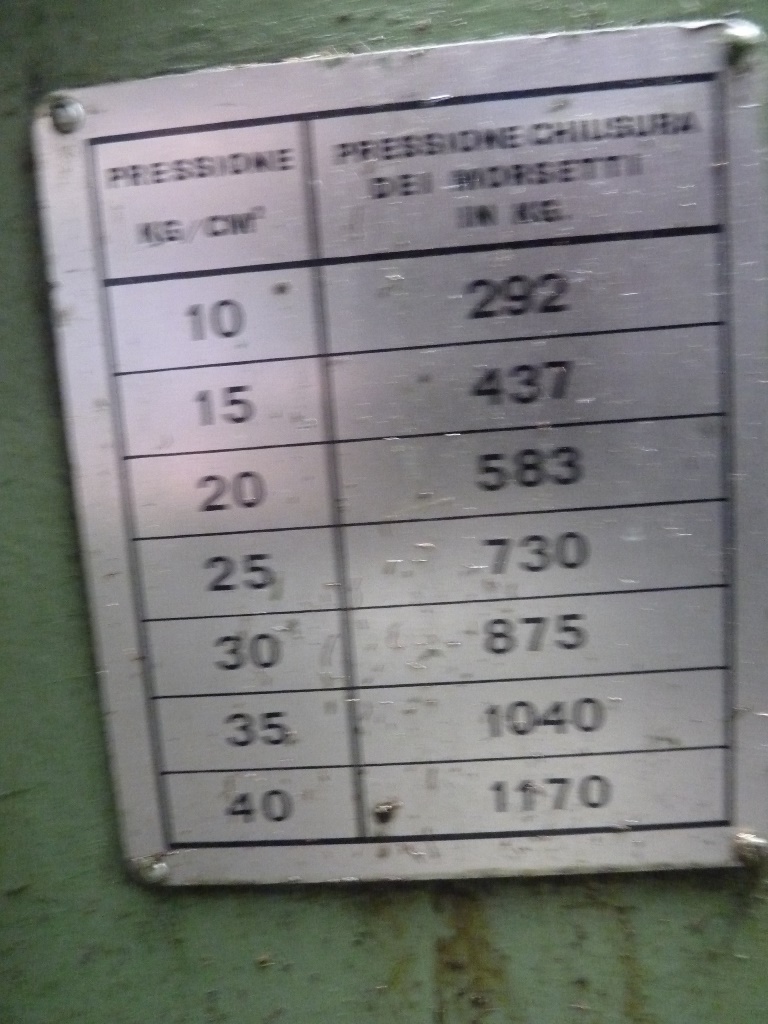 PRESSIONE
KG/CM²
PRESSIONE CHIUSURA
DEI MORSETTI
IN KG.
10 292
15 437
20 583
25 730
30 875
35 1040
40 1170